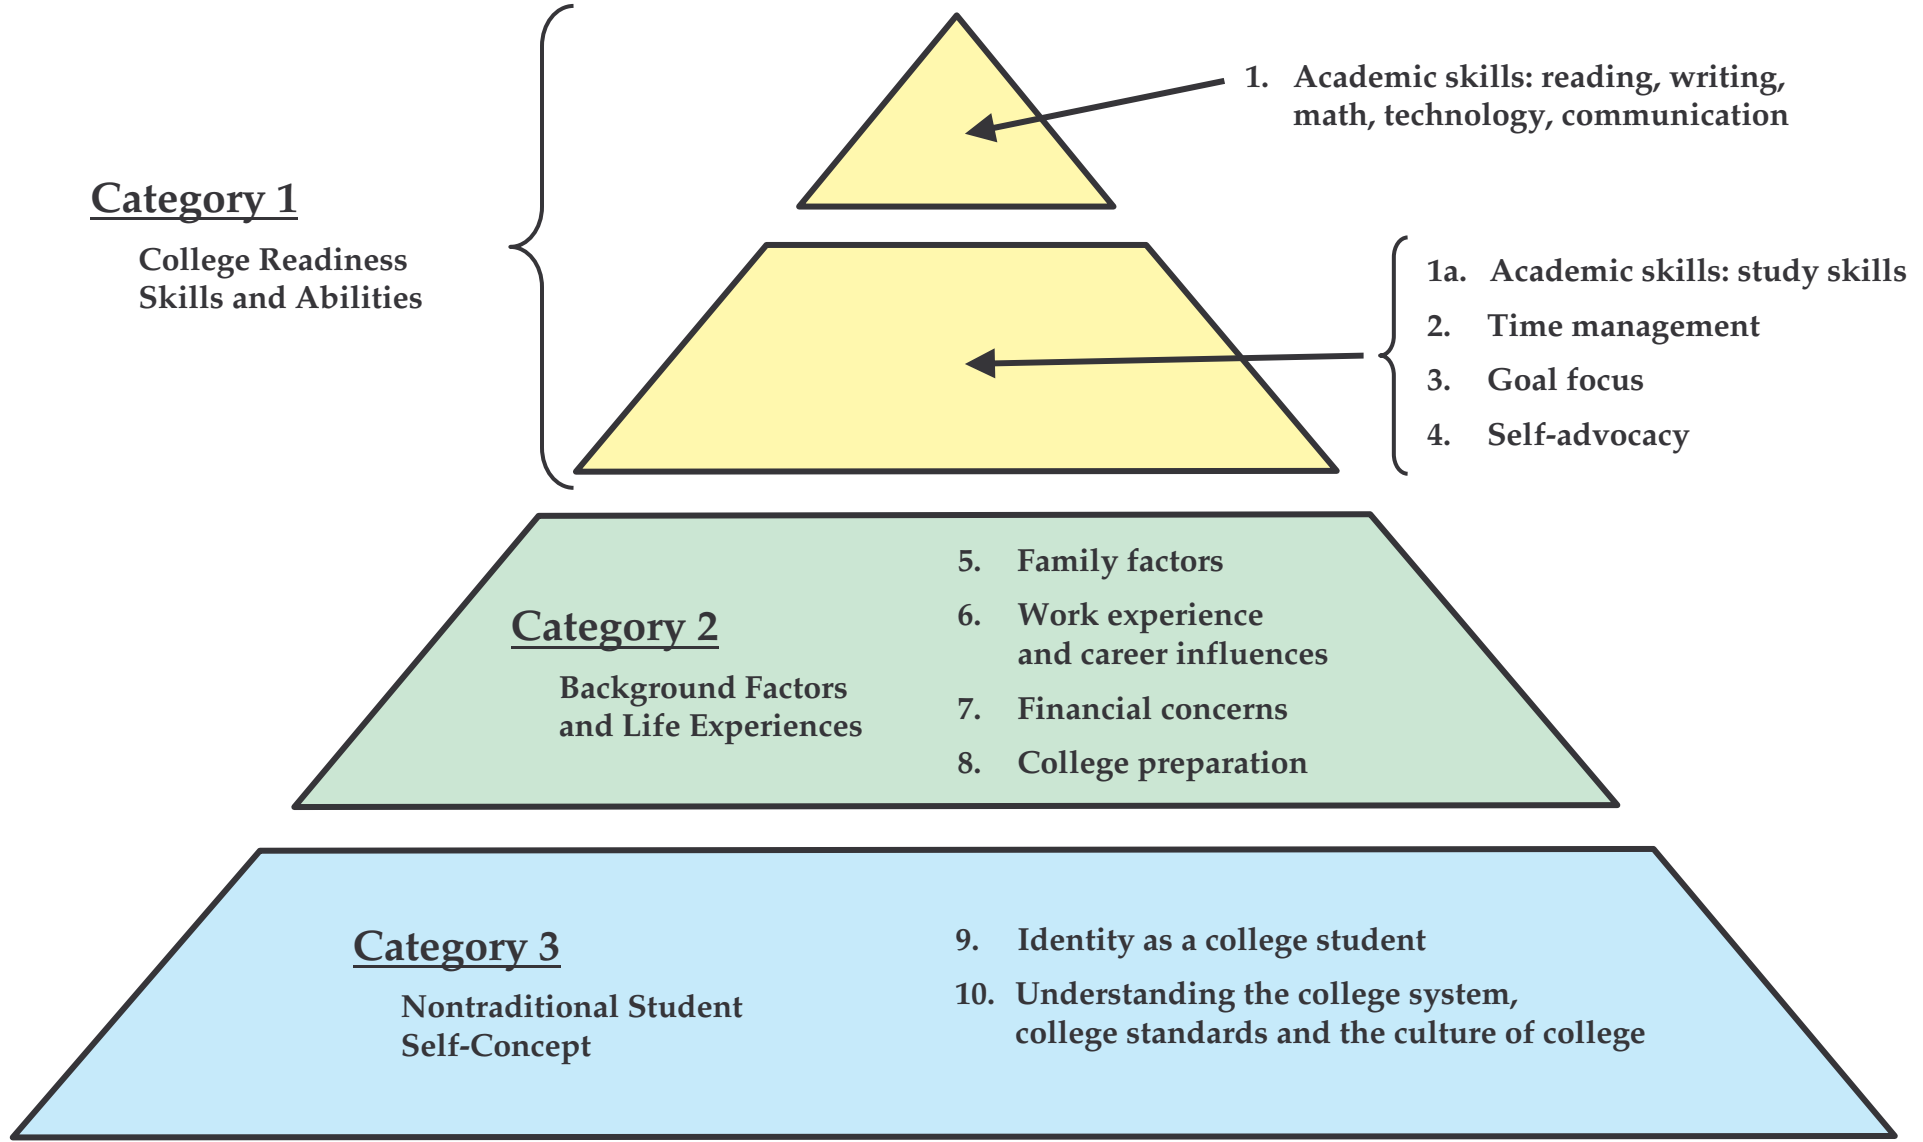 Category 1
College Readiness
Skills and Abilities
1. Academic skills: reading, writing,
math, technology, communication
1a. Academic skills: study skills
2. Time management
3. Goal focus
4. Self-advocacy
Category 2
Background Factors
and Life Experiences
5. Family factors
6. Work experience
and career influences
7. Financial concerns
8. College preparation
Category 3
Nontraditional Student
Self-Concept
9. Identity as a college student
10. Understanding the college system,
college standards and the culture of college